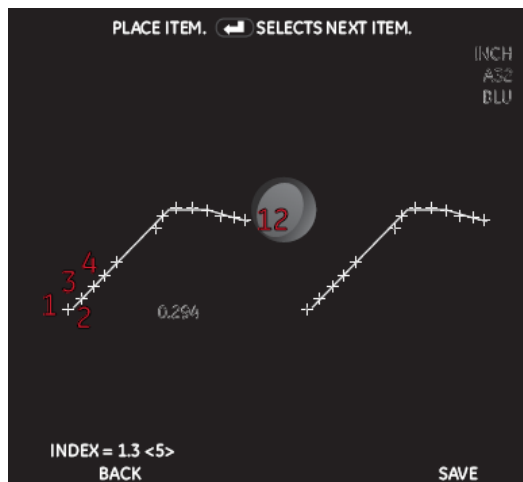 PLACE ITEM. SELECTS NEXT ITEM.
INCH
A32
BLU
12
4
3
1
2
0.294
INDEX = 1.3 <5>
BACK SAVE